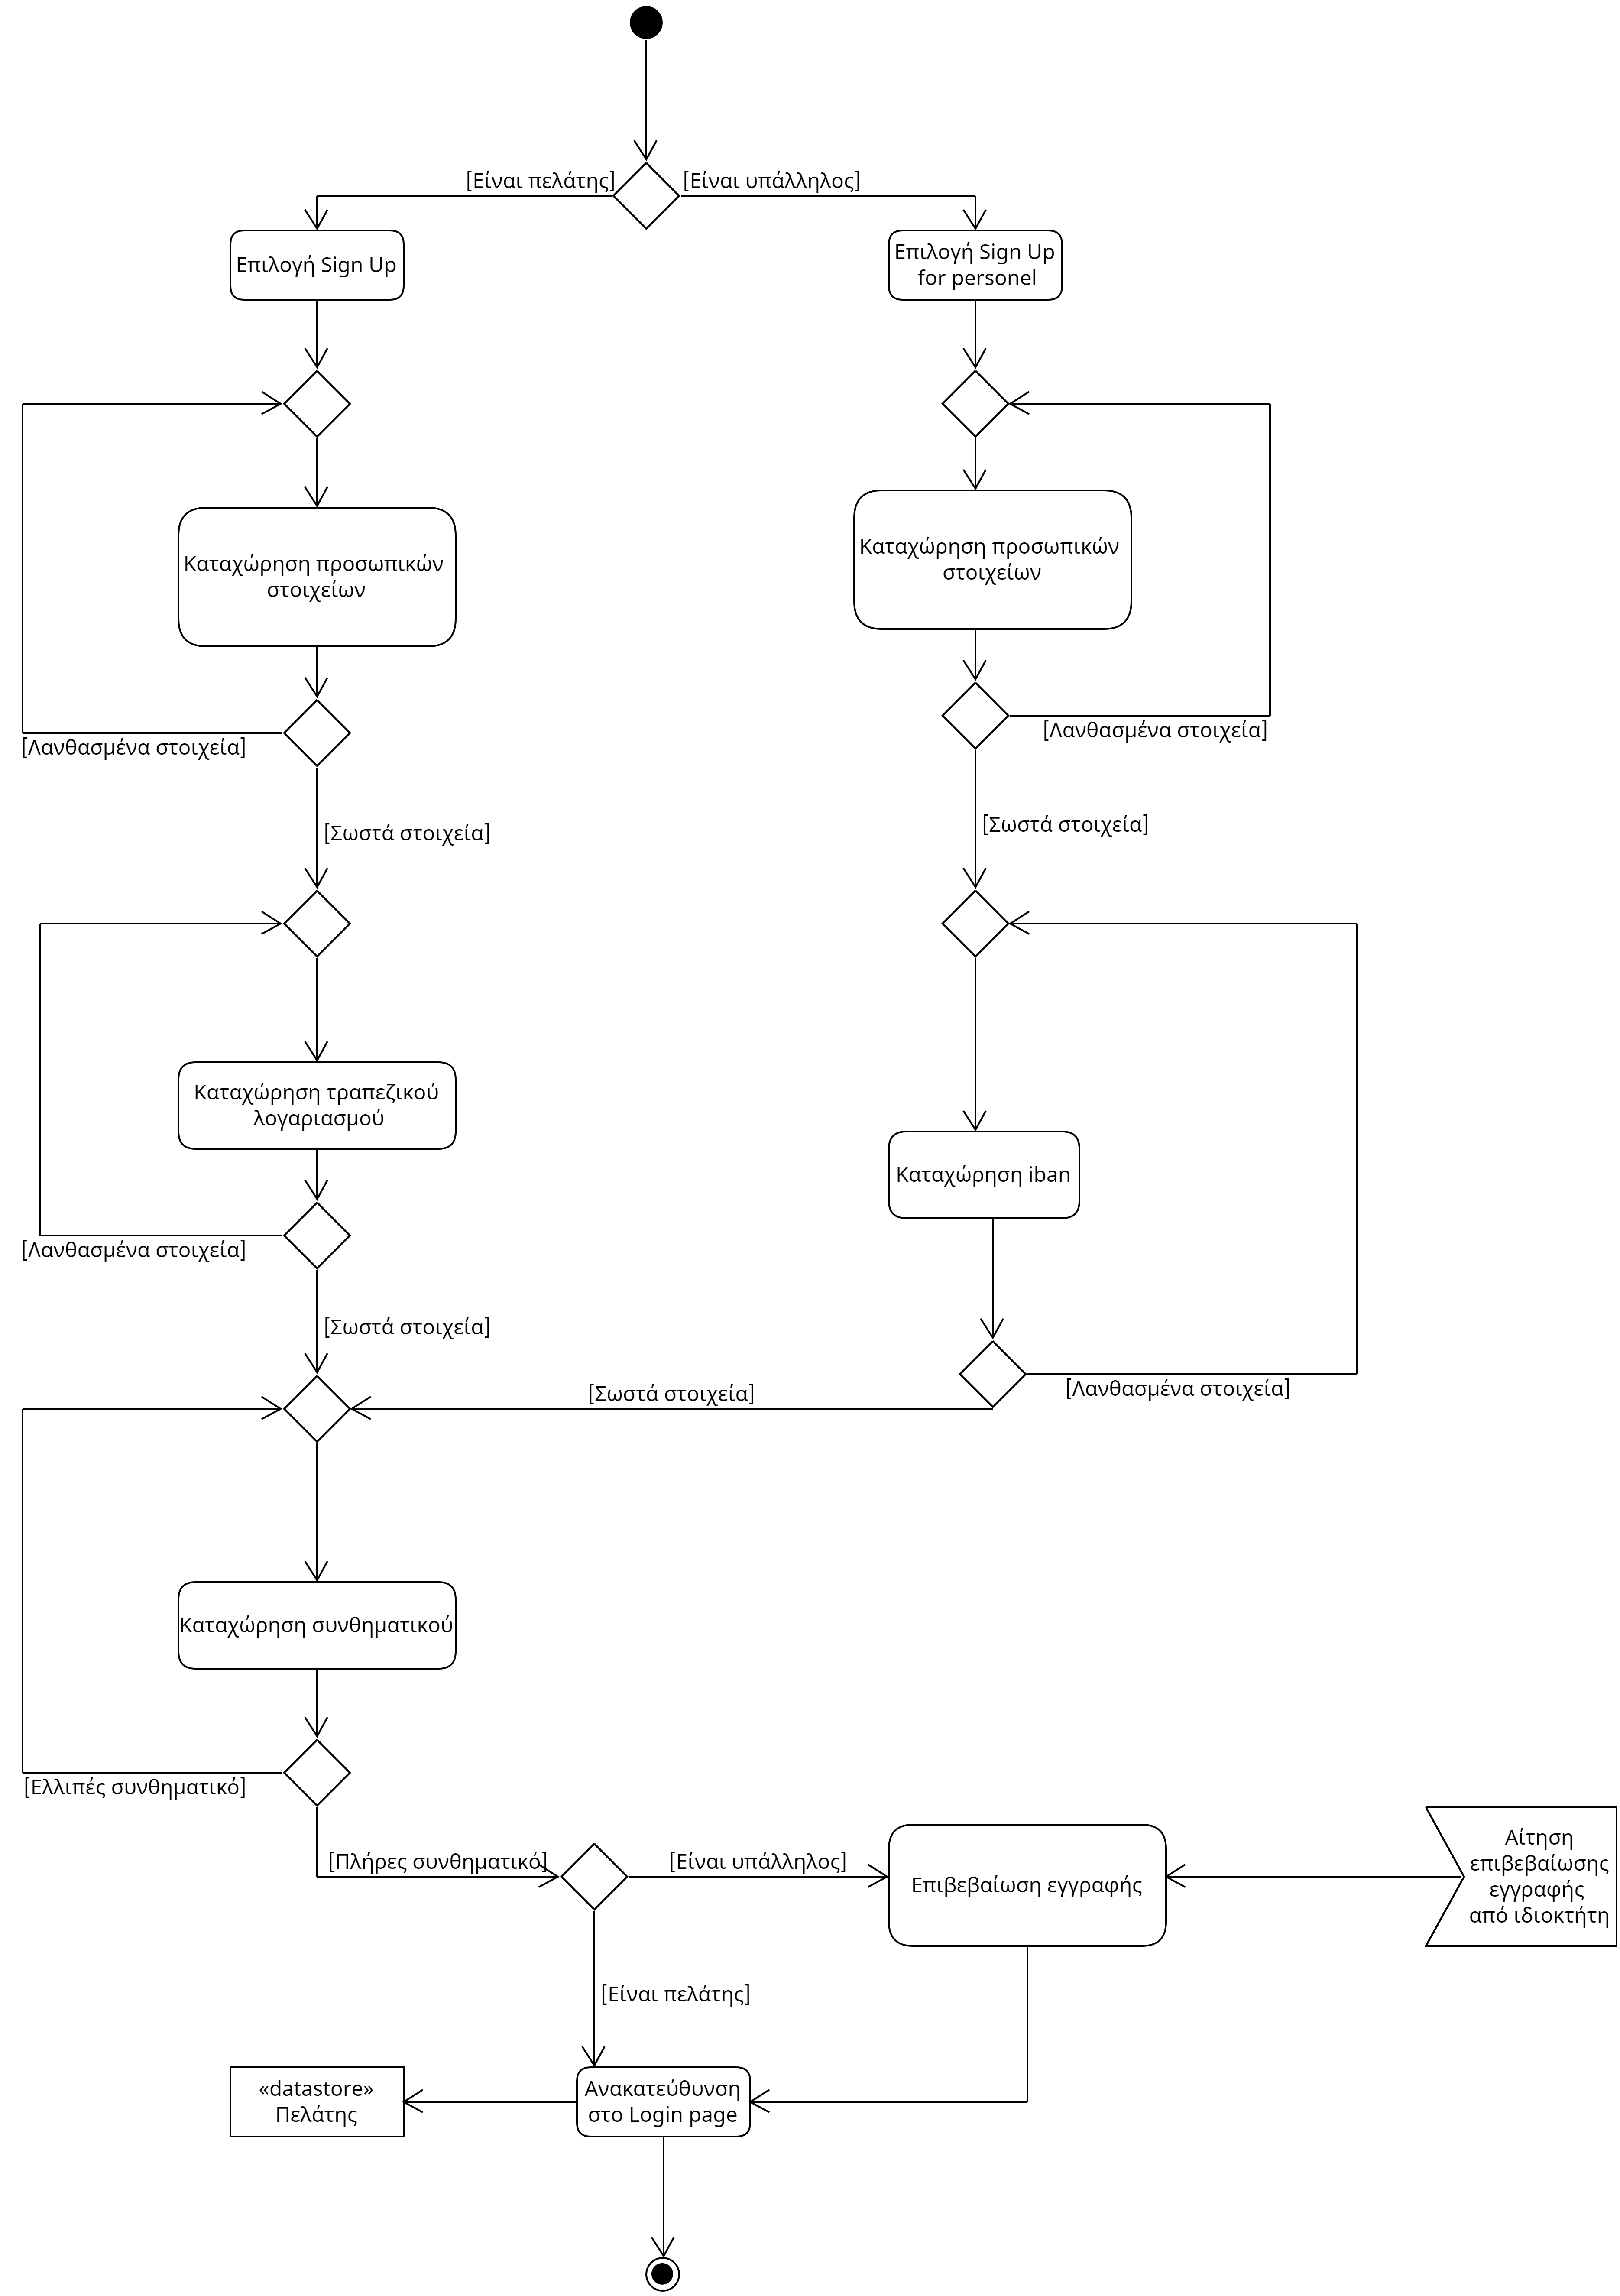 [Είναι πελάτης]
[Είναι υπάλληλος]
Επιλογή Sign Up
Επιλογή Sign Up
for personel
Καταχώρηση προσωπικών
στοιχείων
Καταχώρηση προσωπικών
στοιχείων
[Λανθασμένα στοιχεία]
[Λανθασμένα στοιχεία]
[Σωστά στοιχεία]
[Σωστά στοιχεία]
Καταχώρηση τραπεζικού
λογαριασμού
Καταχώρηση iban
[Λανθασμένα στοιχεία]
[Σωστά στοιχεία]
[Σωστά στοιχεία]
[Λανθασμένα στοιχεία]
Καταχώρηση συνθηματικού
[Ελλιπές συνθηματικό]
[Πλήρες συνθηματικό]
[Είναι υπάλληλος]
Επιβεβαίωση εγγραφής
Αίτηση
επιβεβαίωσης
εγγραφής
από ιδιοκτήτη
[Είναι πελάτης]
«datastore»
Πελάτης
Ανακατεύθυνση
στο Login page